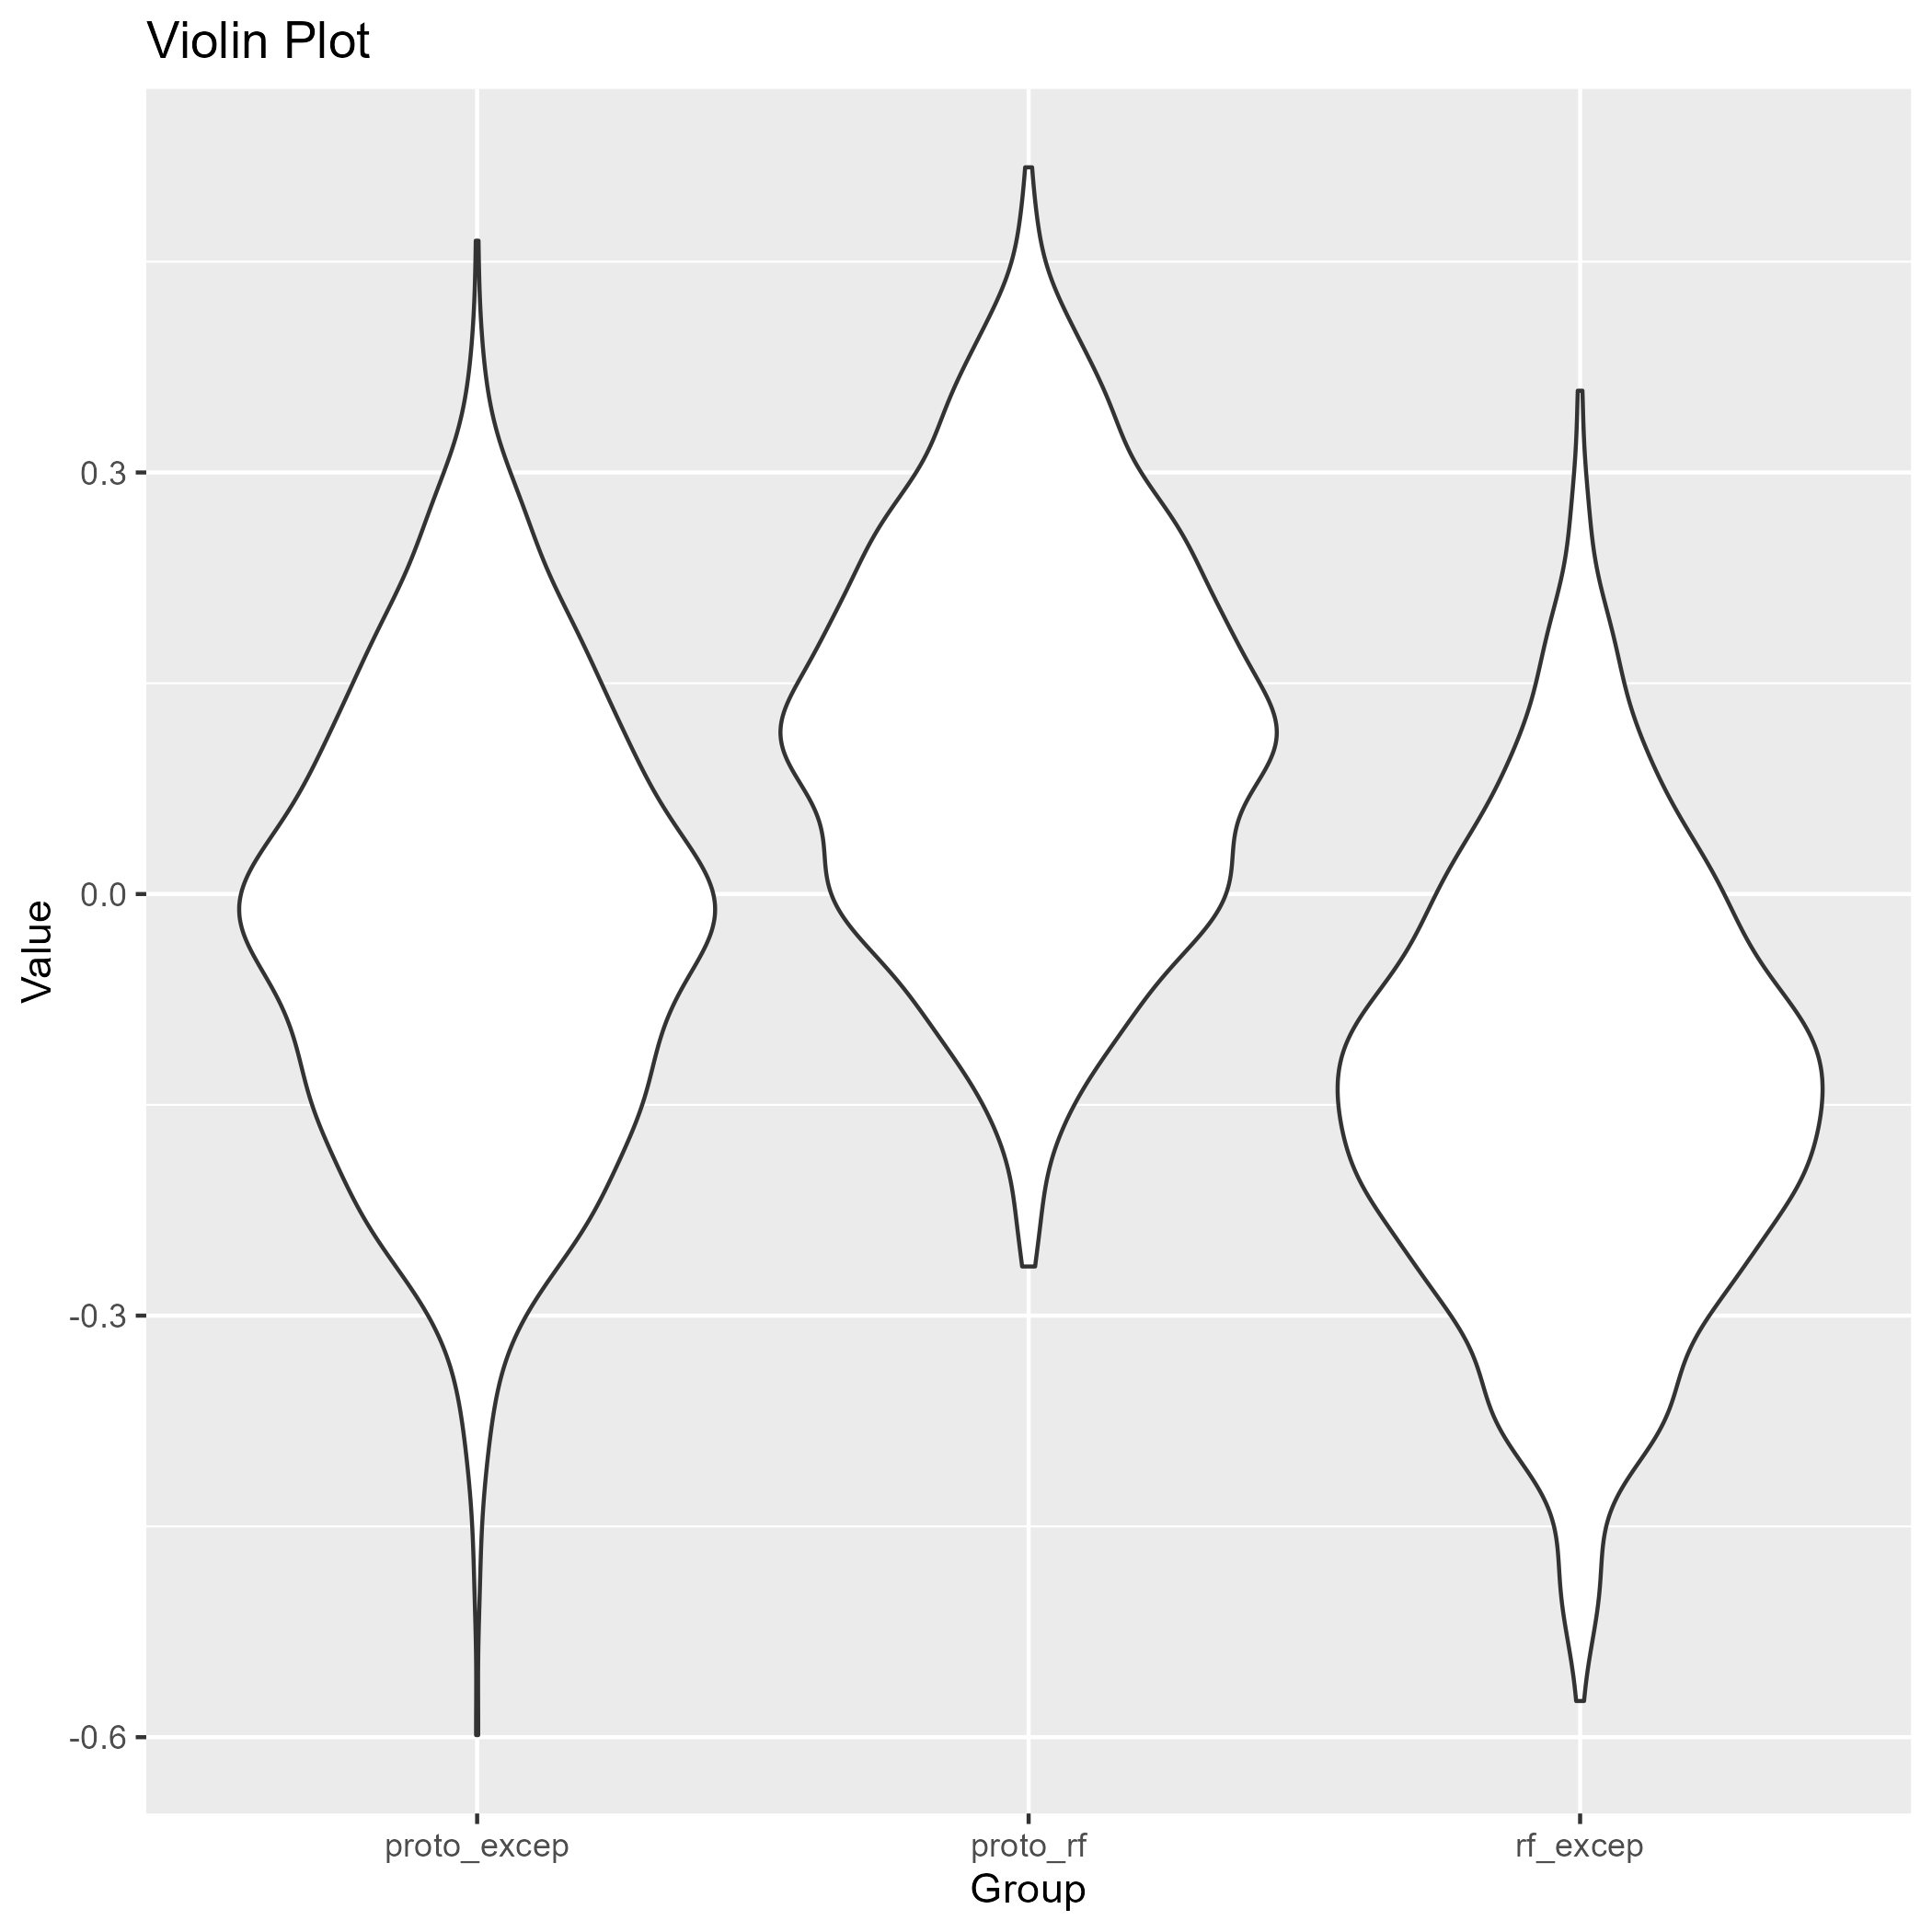 Violin Plot
0.3
0.0
-0.3
-0.6
Value
proto_excep proto_rf rf_excep
Group